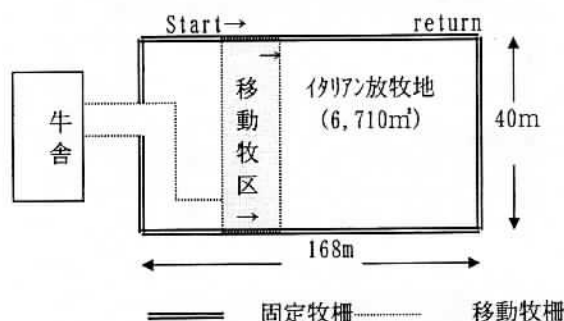 Start→ return
牛舎
移動牧区
→
→
イタリアン放牧地
(6,710㎡)
40m
168m
固定牧柵 移動牧柵